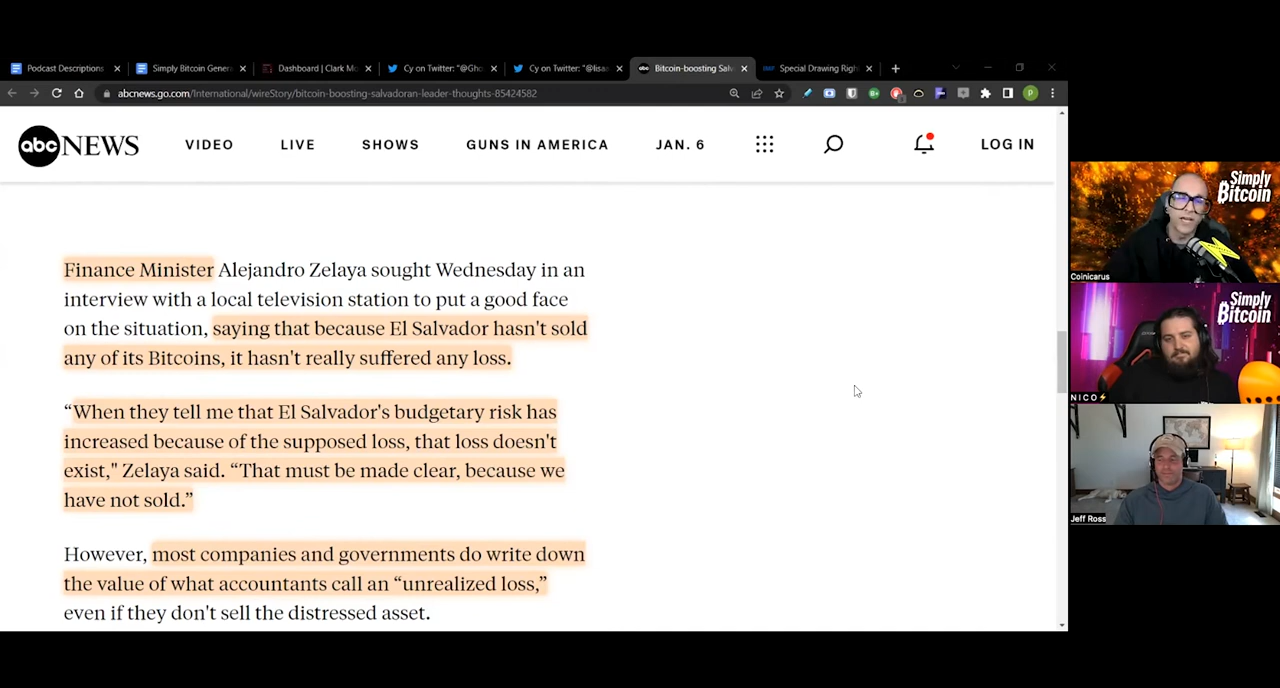 Podcast Descriptions
Simply Bitcoin Genera
Dashboard | Clark Mo
Cy on Twitter: "@Gho
Cy on Twitter: "@lisa
abc Bitcoin-boosting Salv
Special Drawing Righ
abcnews.go.com/International/wireStory/bitcoin-boosting-salvadoran-leader-thoughts-85424582
P
abc NEWS
VIDEO
LIVE
SHOWS
GUNS IN AMERICA
JAN. 6
LOG IN
Finance Minister Alejandro Zelaya sought Wednesday in an
interview with a local television station to put a good face
on the situation, saying that because El Salvador hasn't sold
any of its Bitcoins, it hasn't really suffered any loss.
“When they tell me that El Salvador's budgetary risk has
increased because of the supposed loss, that loss doesn't
exist," Zelaya said. “That must be made clear, because we
have not sold.”
However, most companies and governments do write down
the value of what accountants call an “unrealized loss,”
even if they don't sell the distressed asset.
Simply
Bitcoin
Coinicarus
Simply
Bitcoin
NICO⚡
Jeff Ross